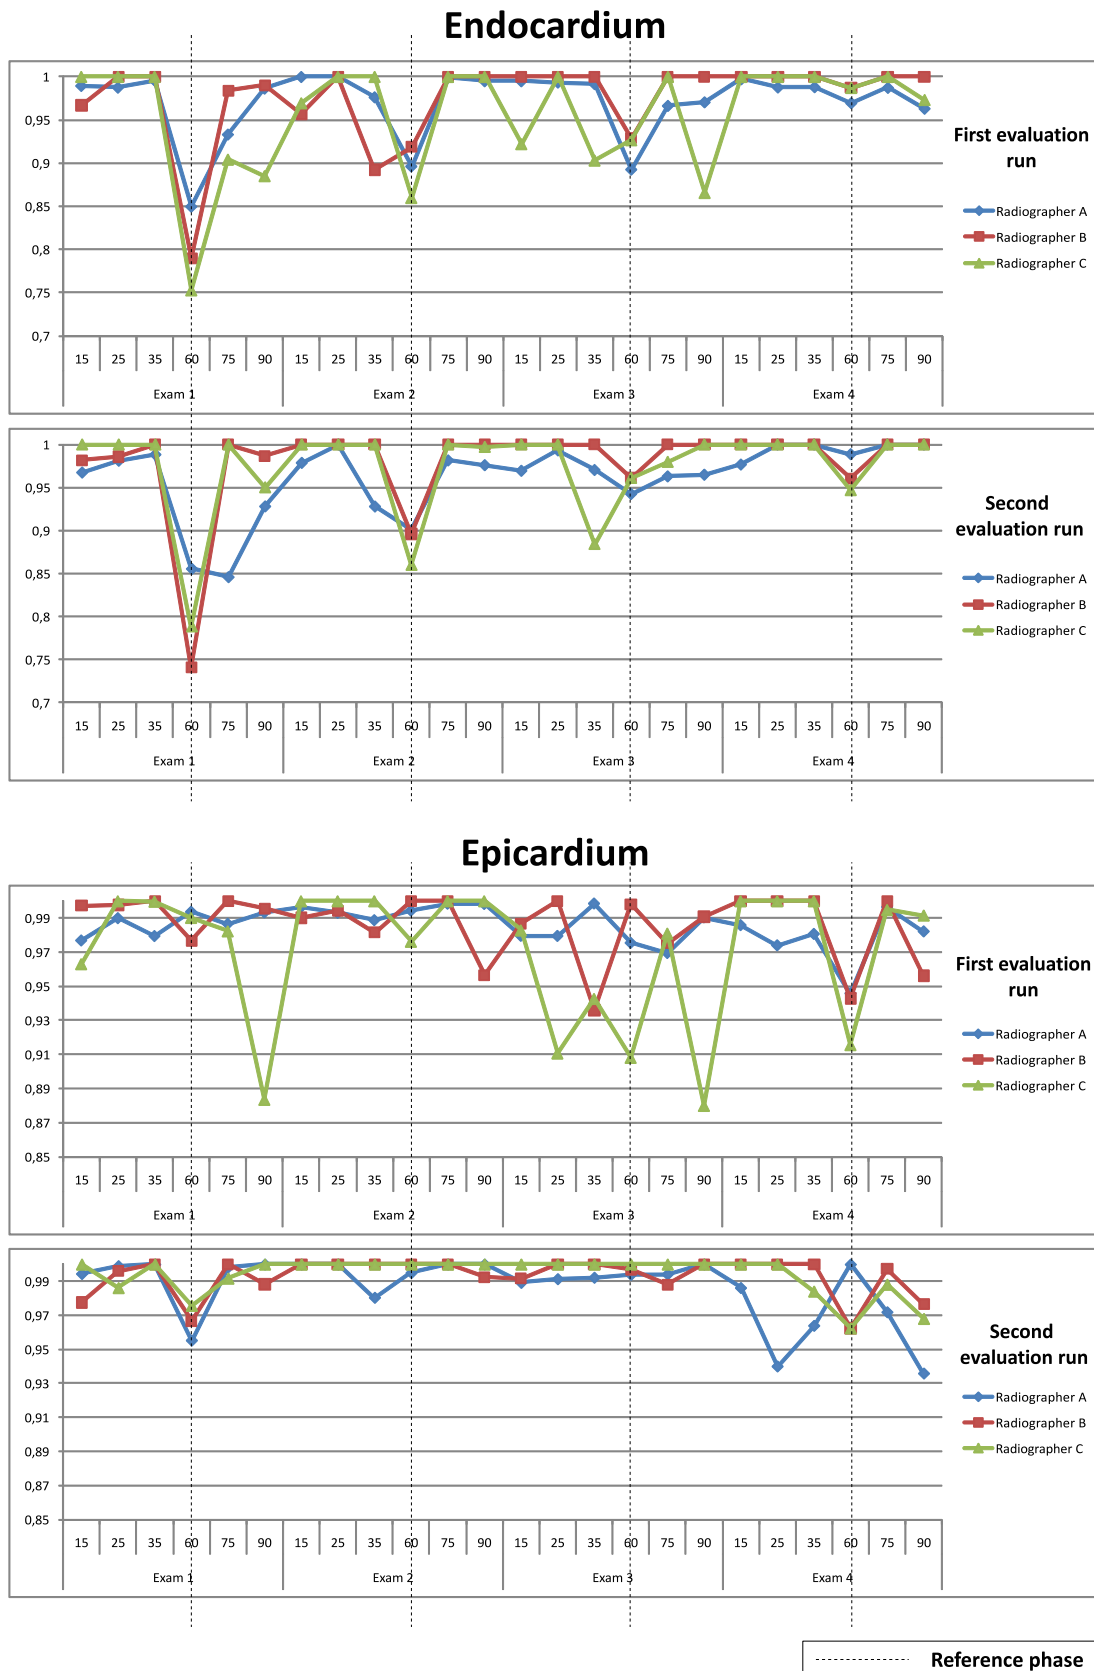 Endocardium
1
0,95
0,9
0,85
0,8
0,75
0,7
15 25 35 60 75 90 15 25 35 60 75 90 15 25 35 60 75 90 15 25 35 60 75 90
Exam 1 Exam 2 Exam 3 Exam 4
First evaluation
run
Radiographer A
Radiographer B
Radiographer C
1
0,95
0,9
0,85
0,8
0,75
0,7
15 25 35 60 75 90 15 25 35 60 75 90 15 25 35 60 75 90 15 25 35 60 75 90
Exam 1 Exam 2 Exam 3 Exam 4
Second
evaluation run
Radiographer A
Radiographer B
Radiographer C
Epicardium
0,99
0,97
0,95
0,93
0,91
0,89
0,87
0,85
15 25 35 60 75 90 15 25 35 60 75 90 15 25 35 60 75 90 15 25 35 60 75 90
Exam 1 Exam 2 Exam 3 Exam 4
First evaluation
run
Radiographer A
Radiographer B
Radiographer C
0,99
0,97
0,95
0,93
0,91
0,89
0,87
0,85
15 25 35 60 75 90 15 25 35 60 75 90 15 25 35 60 75 90 15 25 35 60 75 90
Exam 1 Exam 2 Exam 3 Exam 4
Second
evaluation run
Radiographer A
Radiographer B
Radiographer C
Reference phase